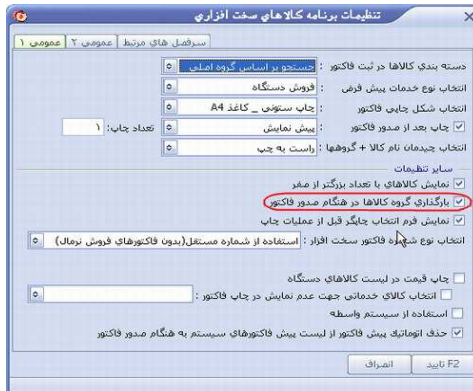 تنظیمات برنامه کالاهای سخت افزاری
عمومی ۱ عمومی ۲ سرفصل های مرتبط
دسته بندی کالاها در ثبت فاکتور : جستجو بر اساس گروه اصلی
انتخاب نوع خدمات پیش فرض : فروش دستگاه
انتخاب شکل چاپی فاکتور : چاپ ستونی _ کاغذ A4
چاپ بعد از صدور فاکتور : پیش نمایش تعداد چاپ: ۱
انتخاب چیدمان نام کالا + گروهها : راست به چپ
سایر تنظیمات
نمایش کالاهای با تعداد بزرگتر از صفر
بارگذاری گروه کالاها در هنگام صدور فاکتور
نمایش فرم انتخاب چاپگر قبل از عملیات چاپ
انتخاب نوع شماره فاکتور سخت افزار : استفاده از شماره مستقل(بدون فاکتورهای فروش نرمال)
چاپ قیمت در لیست کالاهای دستگاه
انتخاب کالای خدماتی جهت عدم نمایش در چاپ فاکتور :
استفاده از سیستم واسطه
حذف اتوماتیک پیش فاکتور از لیست پیش فاکتورهای سیستم به هنگام صدور فاکتور
F2 تایید انصراف